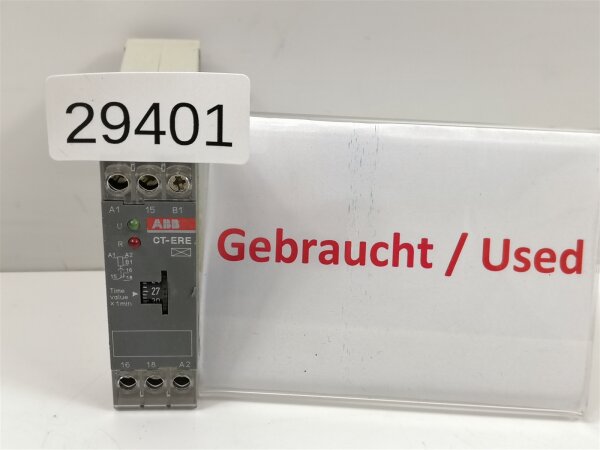 29401
A1 15 B1
U
ABB
R
CT-ERE
A1 A2
B1
16
15 18
Time
value
x 1min
27
16 18 A2
Gebraucht / Used